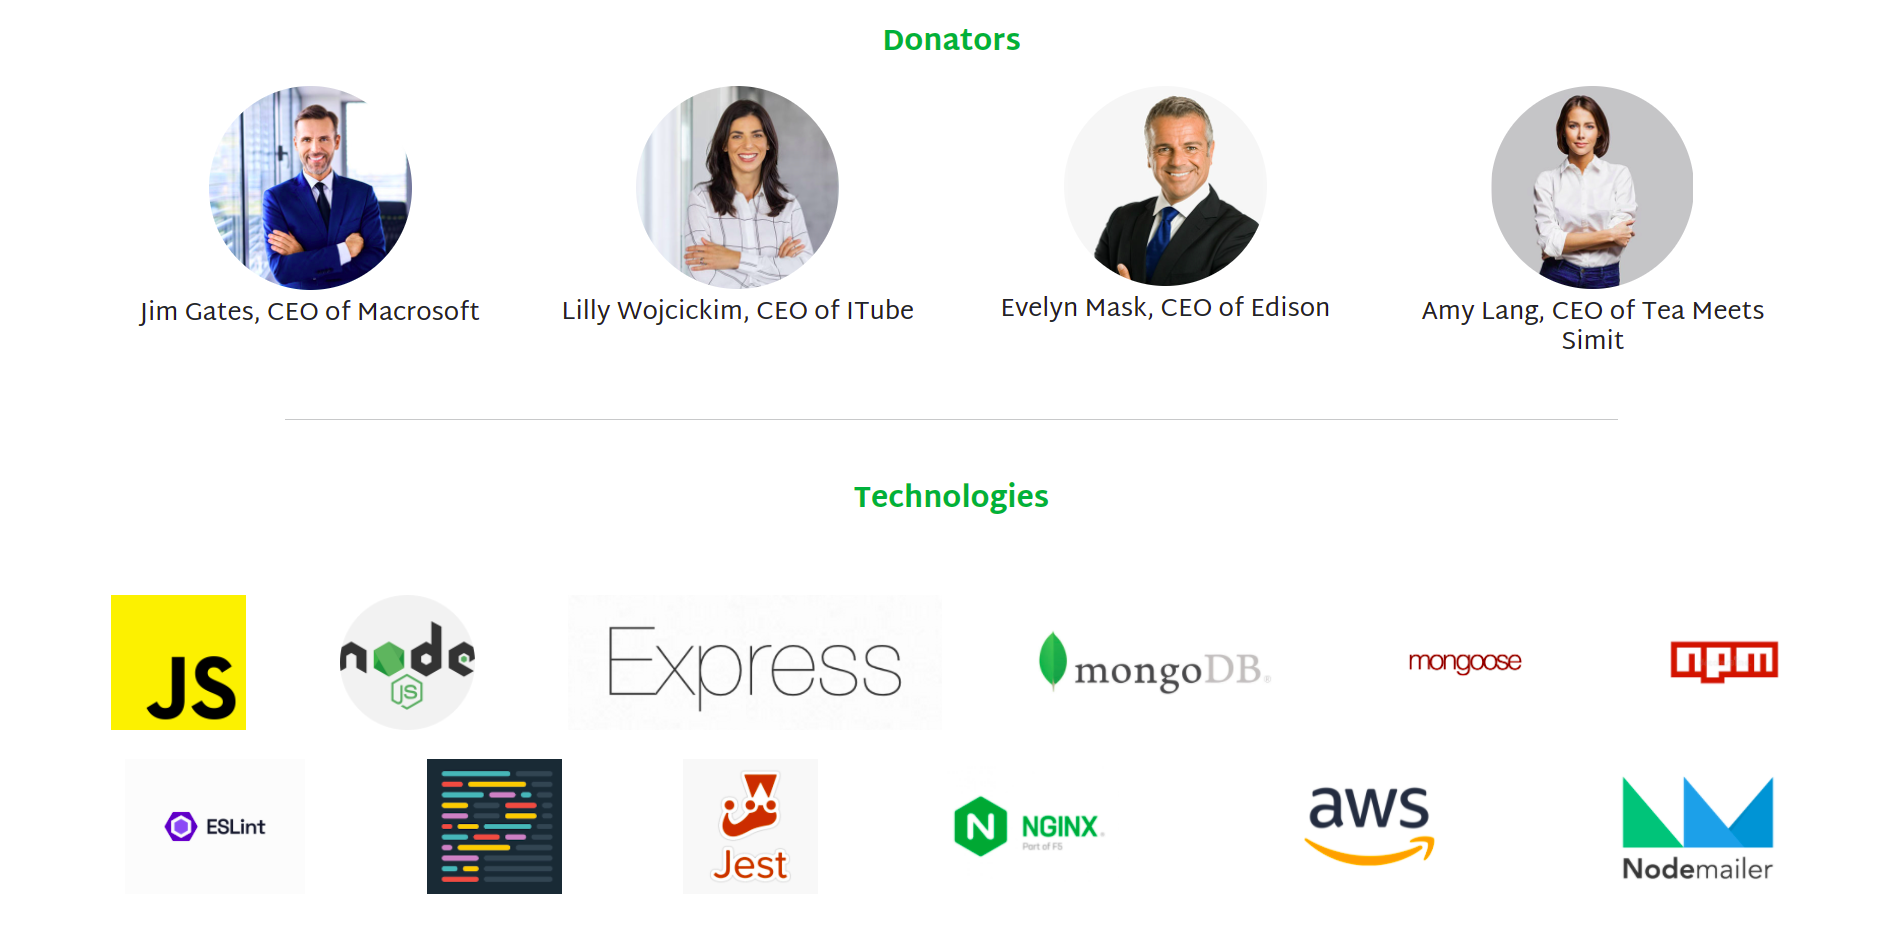 Donators
Jim Gates, CEO of Macrosoft
Lilly Wojcickim, CEO of ITube
Evelyn Mask, CEO of Edison
Amy Lang, CEO of Tea Meets
Simit
Technologies
JS
node
JS
Express
mongoDB®
mongoose
npm
ESLint
Jest
N NGINX
Part of F5
aws
Nodemailer